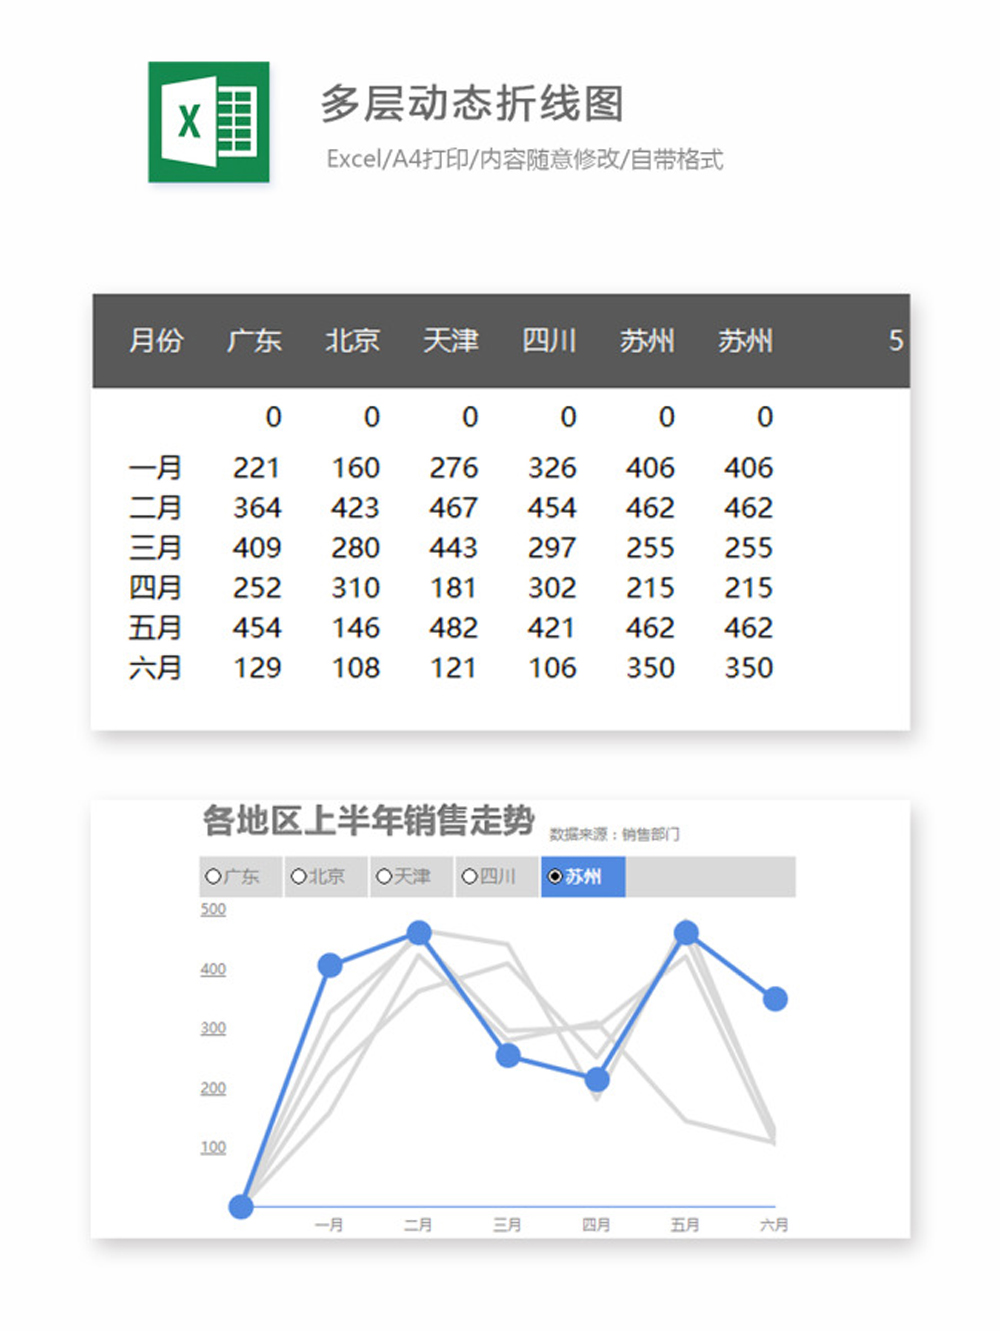 X
多层动态折线图
Excel/A4打印/内容随意修改/自带格式
月份 广东 北京 天津 四川 苏州 苏州 5
0 0 0 0 0 0
一月 221 160 276 326 406 406
二月 364 423 467 454 462 462
三月 409 280 443 297 255 255
四月 252 310 181 302 215 215
五月 454 146 482 421 462 462
六月 129 108 121 106 350 350
各地区上半年销售走势 数据来源：销售部门
广东 北京 天津 四川 苏州
500
400
300
200
100
一月 二月 三月 四月 五月 六月